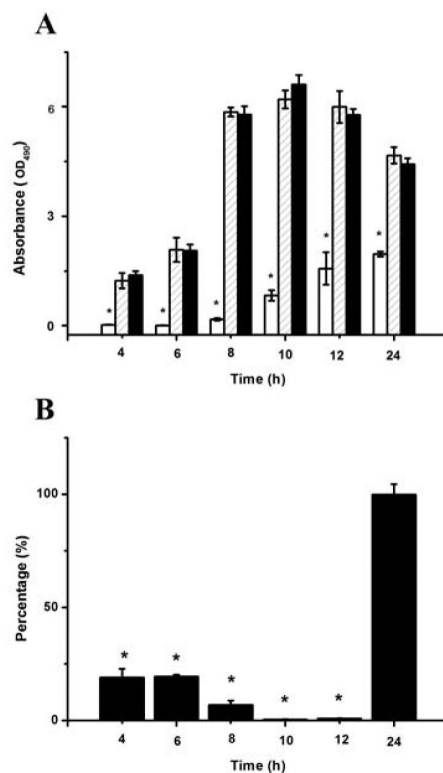 A
Absorbance (OD490)
6
3
0
* * * * * *
4 6 8 10 12 24
Time (h)
B
Percentage (%)
100
50
0
* * * * *
4 6 8 10 12 24
Time (h)